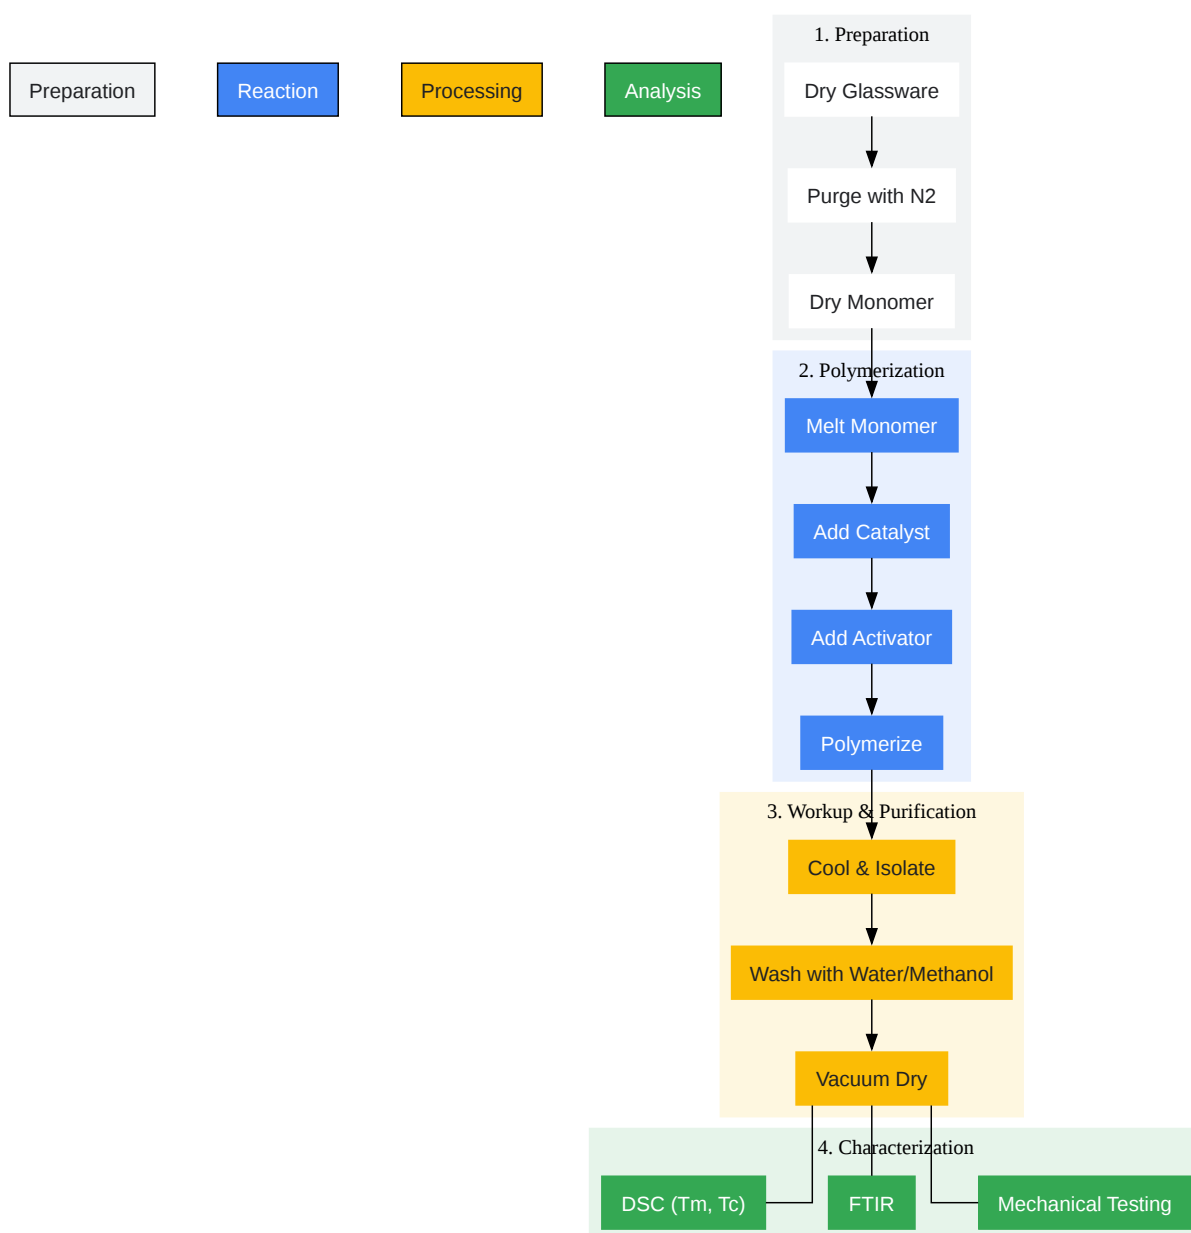 1. Preparation
Preparation
Reaction
Processing
Analysis
Dry Glassware
Purge with N2
Dry Monomer
2. Polymerization
Melt Monomer
Add Catalyst
Add Activator
Polymerize
3. Workup & Purification
Cool & Isolate
Wash with Water/Methanol
Vacuum Dry
4. Characterization
DSC (Tm, Tc)
FTIR
Mechanical Testing